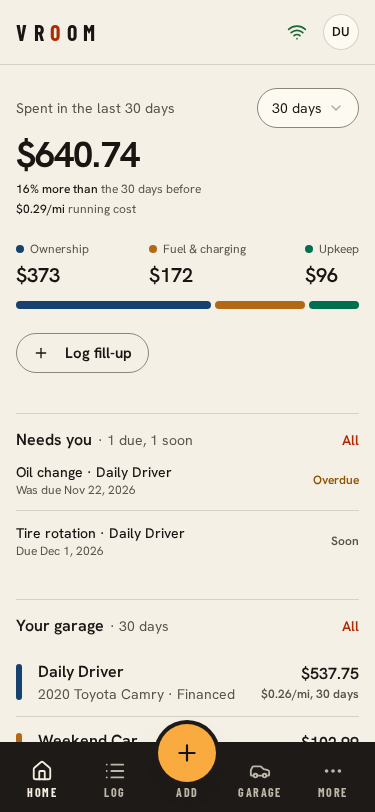 VROOM
DU
Spent in the last 30 days
30 days
$640.74
16% more than the 30 days before
$0.29/mi running cost
Ownership
Fuel & charging
Upkeep
$373
$172
$96
Log fill-up
Needs you · 1 due, 1 soon
All
Oil change · Daily Driver
Was due Nov 22, 2026
Overdue
Tire rotation · Daily Driver
Due Dec 1, 2026
Soon
Your garage · 30 days
All
Daily Driver
$537.75
2020 Toyota Camry · Financed
$0.26/mi, 30 days
Weekend Car
HOME
LOG
ADD
GARAGE
MORE